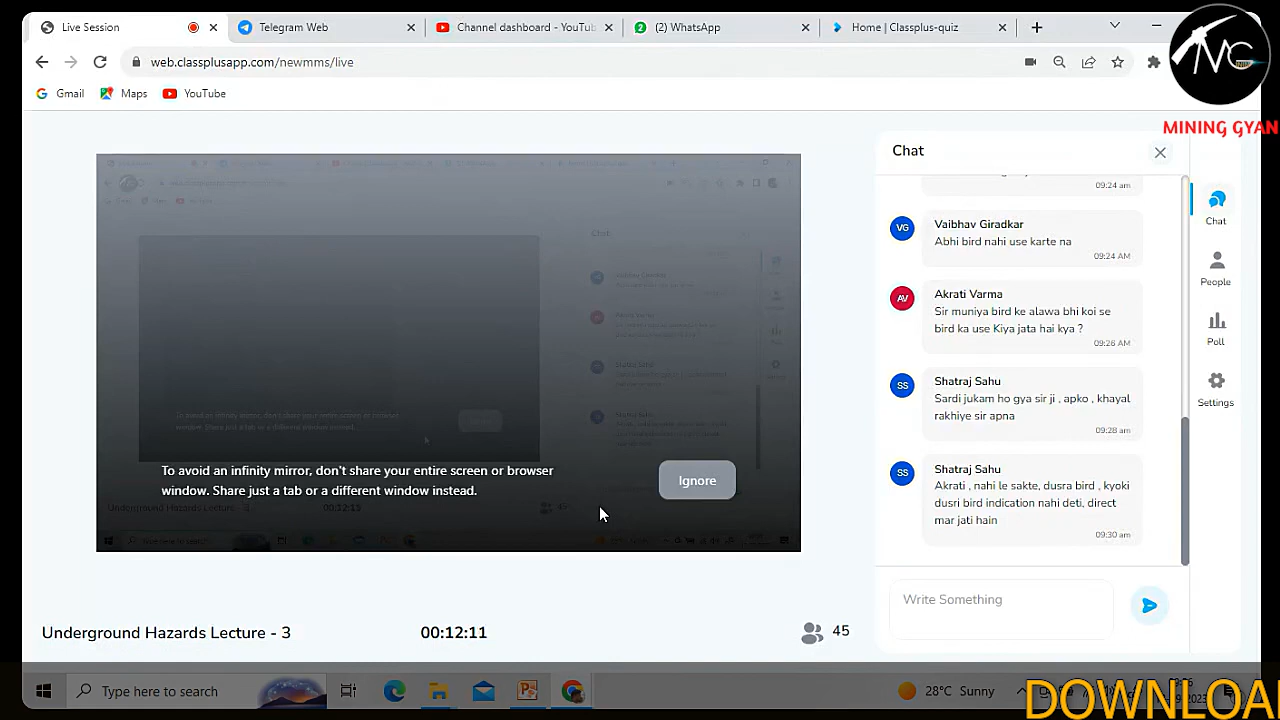 Live Session
Telegram Web
Channel dashboard - YouTub
(2) WhatsApp
Home | Classplus-quiz
web.classplusapp.com/newmms/live
Gmail
Maps
YouTube
MG
MINING GYAN
Chat
09:24 am
VG
Vaibhav Giradkar
Abhi bird nahi use karte na
09:24 AM
AV
Akrati Varma
Sir muniya bird ke alawa bhi koi se
bird ka use Kiya jata hai kya ?
09:26 AM
SS
Shatraj Sahu
Sardi jukam ho gya sir ji , apko , khayal
rakhiye sir apna
09:28 am
SS
Shatraj Sahu
Akrati , nahi le sakte, dusra bird , kyoki
dusri bird indication nahi deti, direct
mar jati hain
09:30 am
Write Something
Chat
People
Poll
Settings
To avoid an infinity mirror, don't share your entire screen or browser
window. Share just a tab or a different window instead.
Ignore
Underground Hazards Lecture - 3
00:12:11
45
Type here to search
28°C Sunny
DOWNLOA